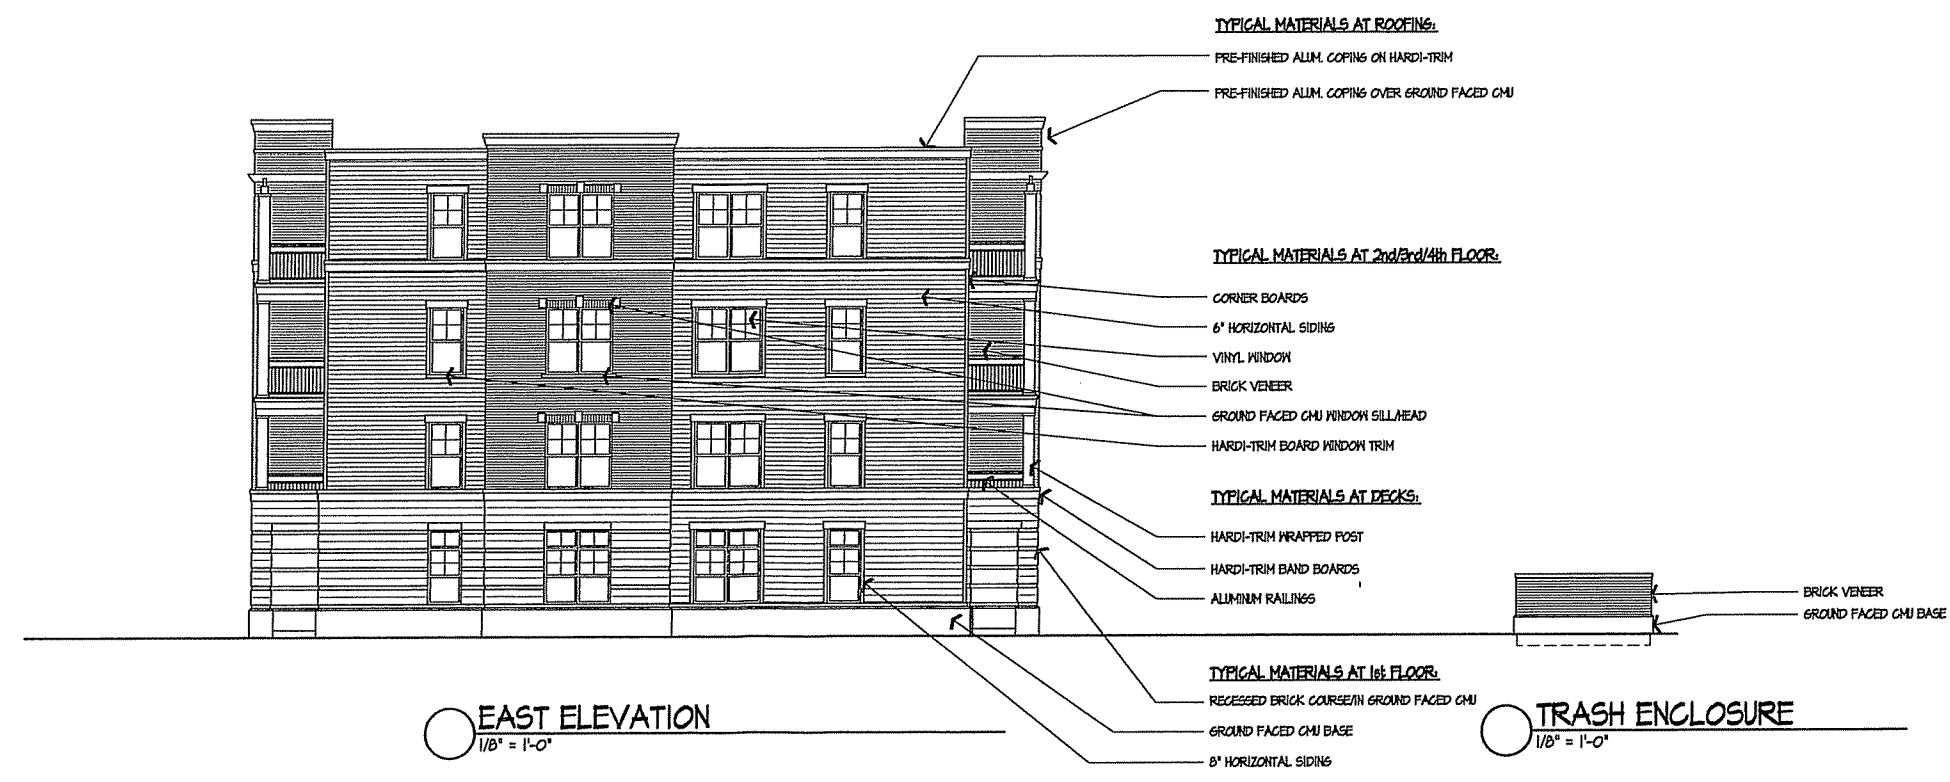 TYPICAL MATERIALS AT ROOFING:
PRE-FINISHED ALUM. COPING ON HARDI-TRIM
PRE-FINISHED ALUM. COPING OVER GROUND FACED CMU
TYPICAL MATERIALS AT 2nd/3rd/4th FLOOR:
CORNER BOARDS
6" HORIZONTAL SIDING
VINYL WINDOW
BRICK VENEER
GROUND FACED CMU WINDOW SILL/HEAD
HARDI-TRIM BOARD WINDOW TRIM
TYPICAL MATERIALS AT DECKS:
HARDI-TRIM WRAPPED POST
HARDI-TRIM BAND BOARDS
ALUMINUM RAILINGS
BRICK VENEER
GROUND FACED CMU BASE
TYPICAL MATERIALS AT 1st FLOOR:
RECESSED BRICK COURSE/IN GROUND FACED CMU
GROUND FACED CMU BASE
8" HORIZONTAL SIDING
EAST ELEVATION
1/8" = 1'-0"
TRASH ENCLOSURE
1/8" = 1'-0"